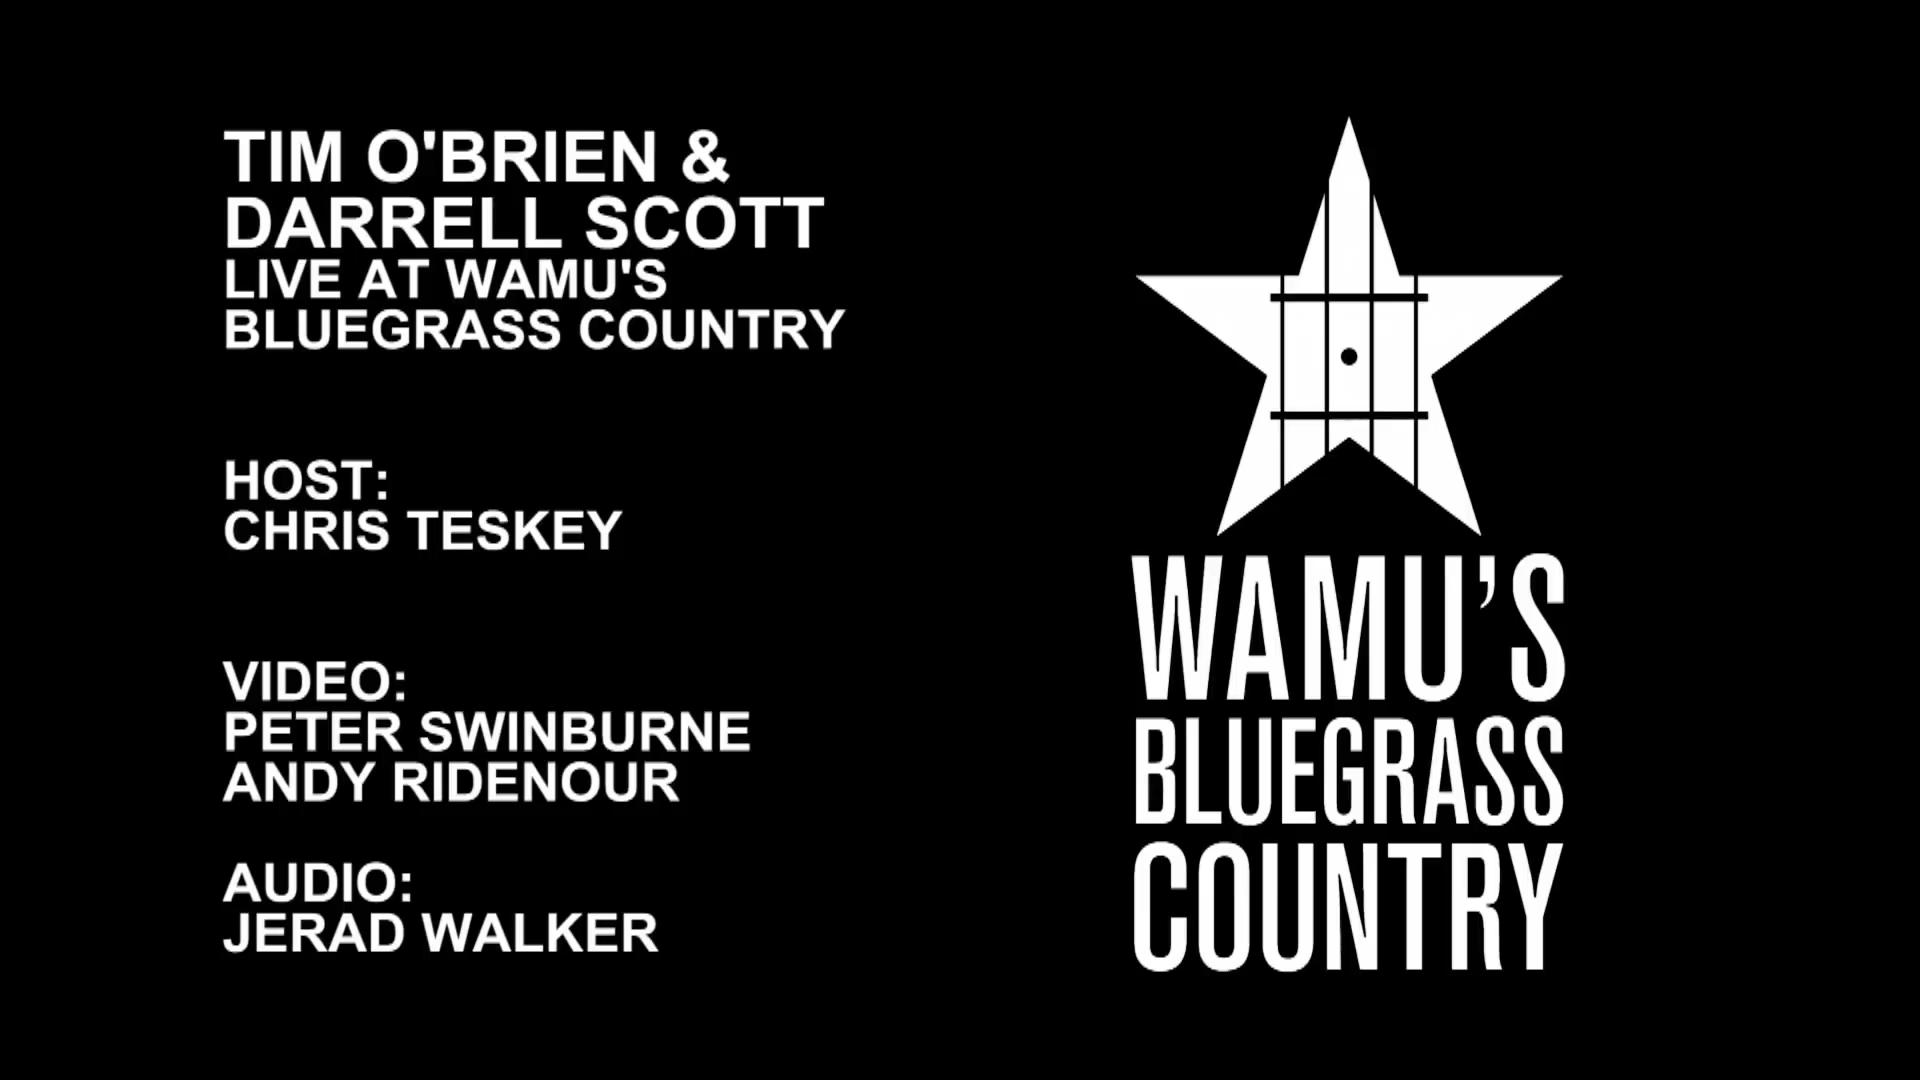 TIM O'BRIEN &
DARRELL SCOTT
LIVE AT WAMU'S
BLUEGRASS COUNTRY
HOST:
CHRIS TESKEY
VIDEO:
PETER SWINBURNE
ANDY RIDENOUR
AUDIO:
JERAD WALKER
WAMU’S
BLUEGRASS
COUNTRY